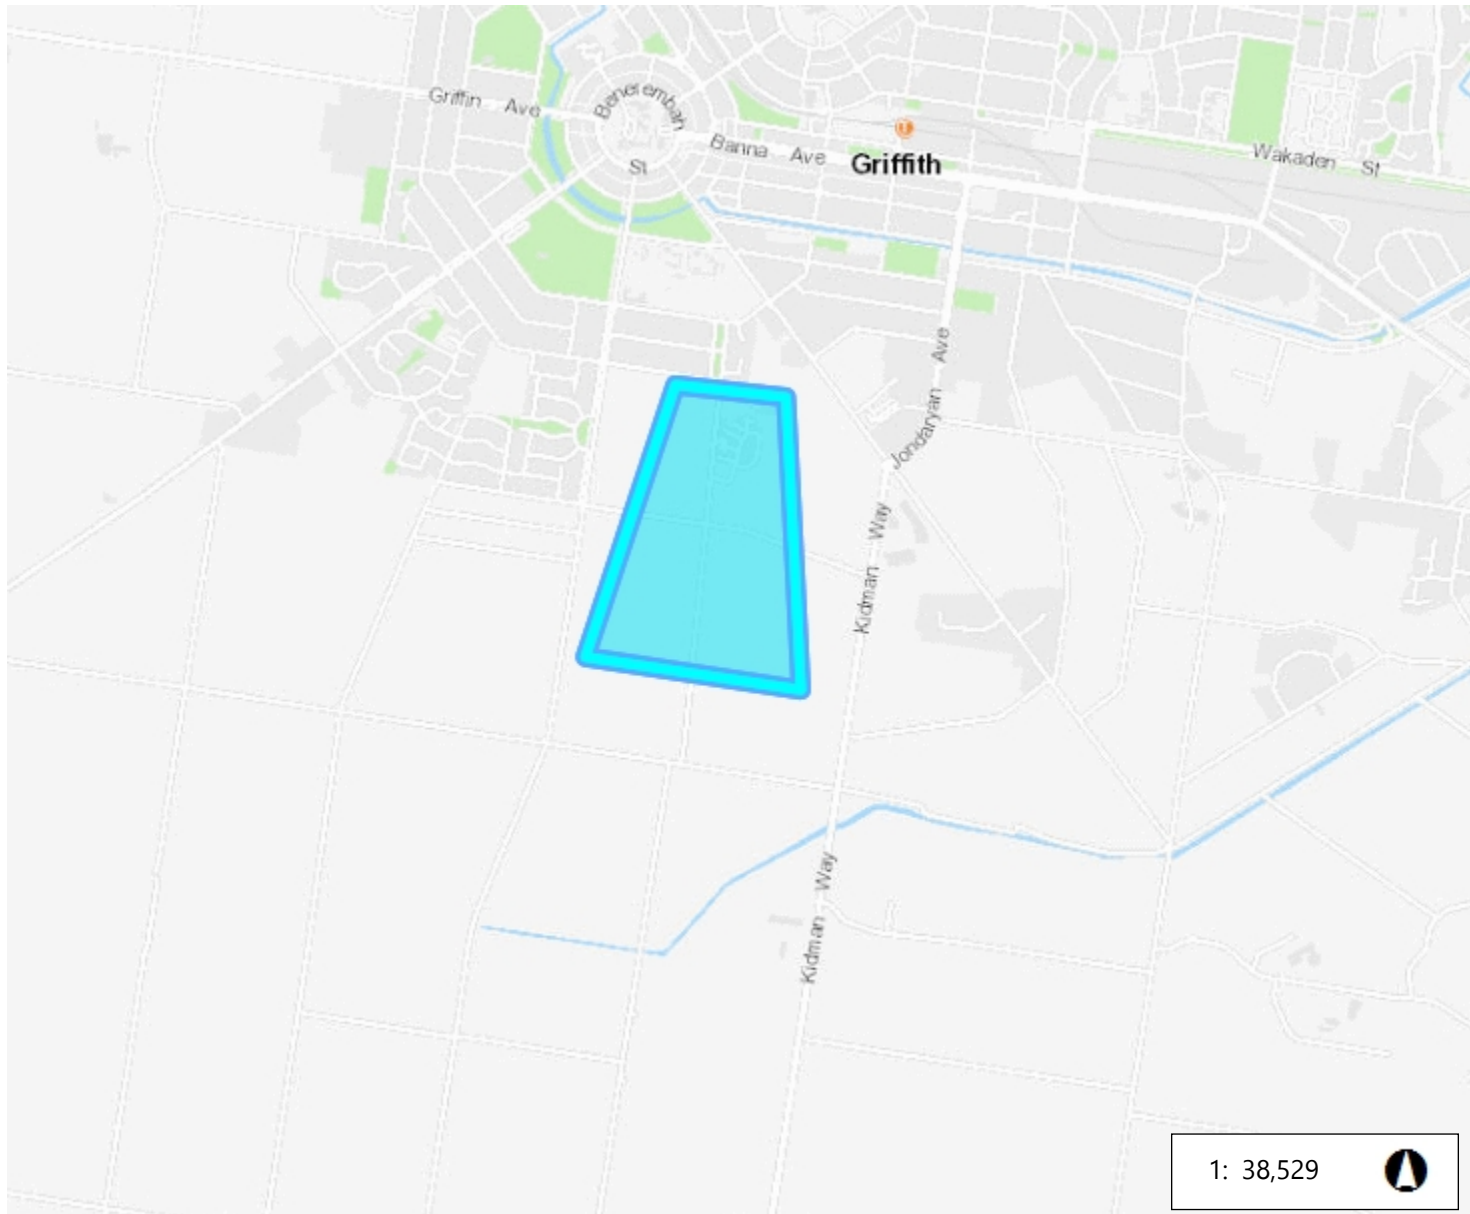 Griffin Ave
Benerembah
St
Banna Ave
Griffith
Wakaden St
Jondaryan Ave
Kidman Way
Kidman Way
1: 38,529